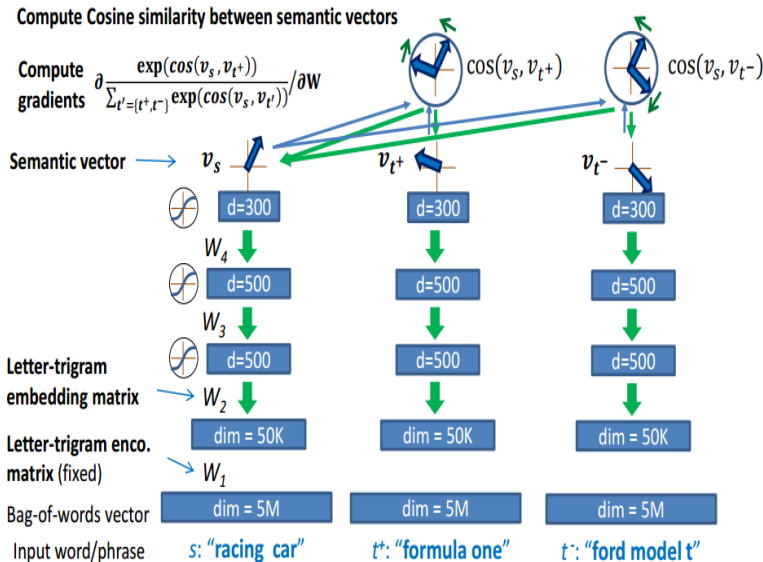 Compute Cosine similarity between semantic vectors
Compute gradients ∂ exp(cos(v_s, v_t+)) / Σ_t'={t+,t-} exp(cos(v_s, v_t')) /∂W
cos(v_s, v_t+)
cos(v_s, v_t-)
Semantic vector
v_s
v_t+
v_t-
d=300 d=300 d=300
W_4
d=500 d=500 d=500
W_3
d=500 d=500 d=500
Letter-trigram
embedding matrix
W_2
dim = 50K dim = 50K dim = 50K
Letter-trigram enco.
matrix (fixed)
W_1
Bag-of-words vector dim = 5M dim = 5M dim = 5M
Input word/phrase s: “racing car” t+: “formula one” t-: “ford model t”